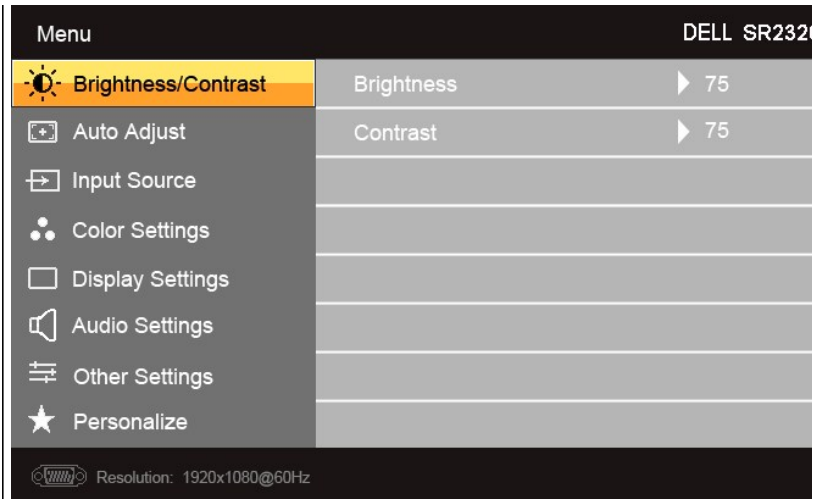 Menu DELL SR232
Brightness/Contrast Brightness 75
Auto Adjust Contrast 75
Input Source
Color Settings
Display Settings
Audio Settings
Other Settings
Personalize
Resolution: 1920x1080@60Hz